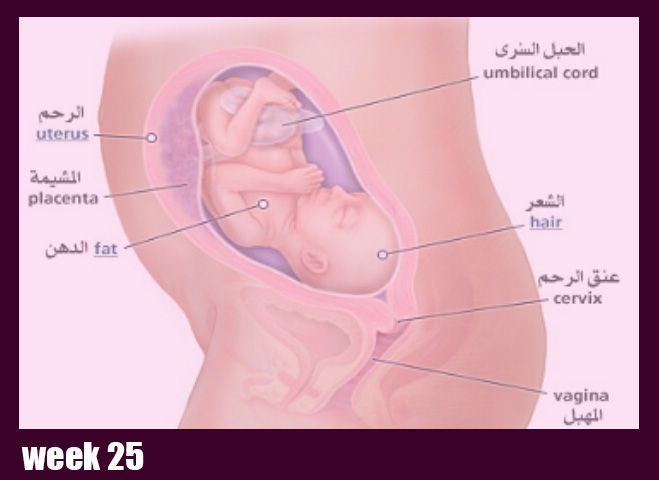 الحبل السرى
umbilical cord
الرحم
uterus
المشيمة
placenta
الدهن fat
الشعر
hair
عنق الرحم
cervix
vagina
المهبل
week 25